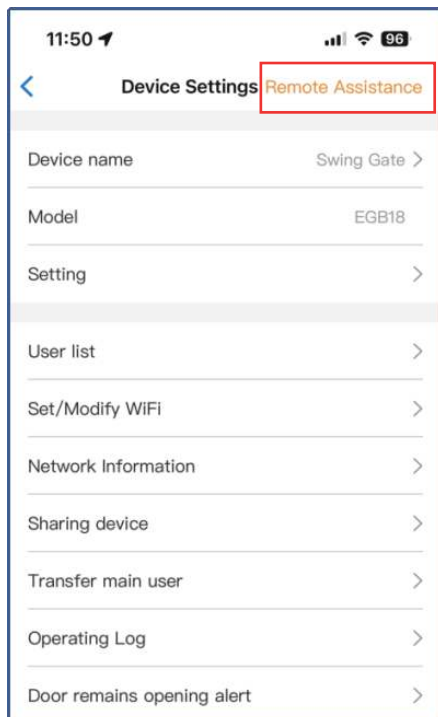 11:50 96
Device Settings Remote Assistance
Device name Swing Gate
Model EGB18
Setting
User list
Set/Modify WiFi
Network Information
Sharing device
Transfer main user
Operating Log
Door remains opening alert